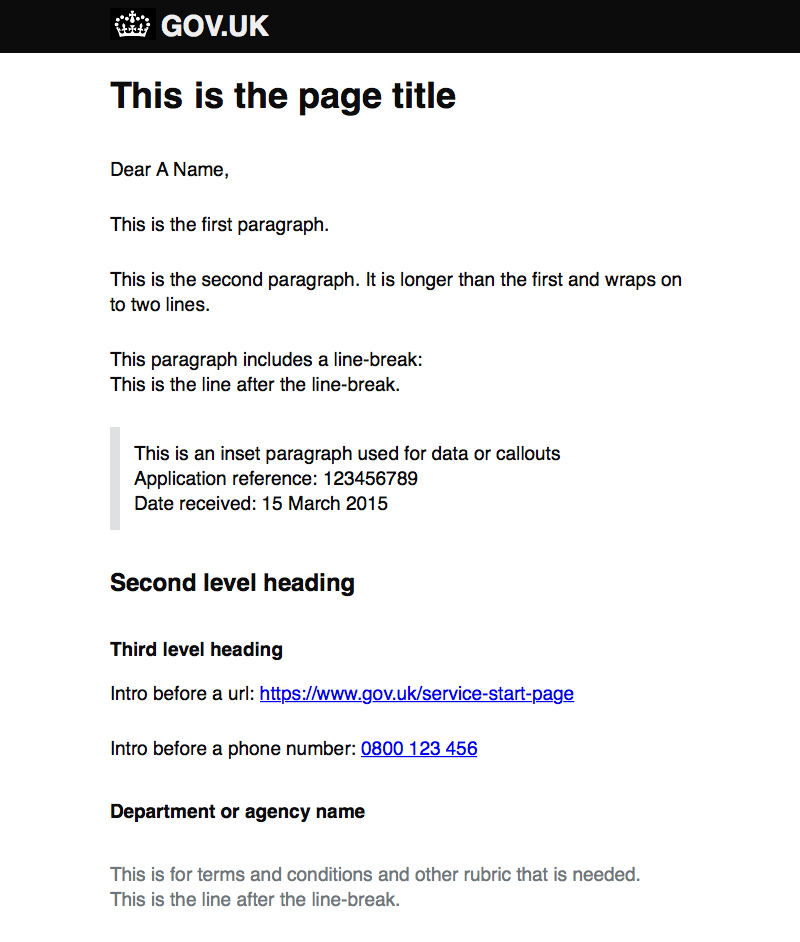 GOV.UK
This is the page title
Dear A Name,
This is the first paragraph.
This is the second paragraph. It is longer than the first and wraps on
to two lines.
This paragraph includes a line-break:
This is the line after the line-break.
This is an inset paragraph used for data or callouts
Application reference: 123456789
Date received: 15 March 2015
Second level heading
Third level heading
Intro before a url: https://www.gov.uk/service-start-page
Intro before a phone number: 0800 123 456
Department or agency name
This is for terms and conditions and other rubric that is needed.
This is the line after the line-break.